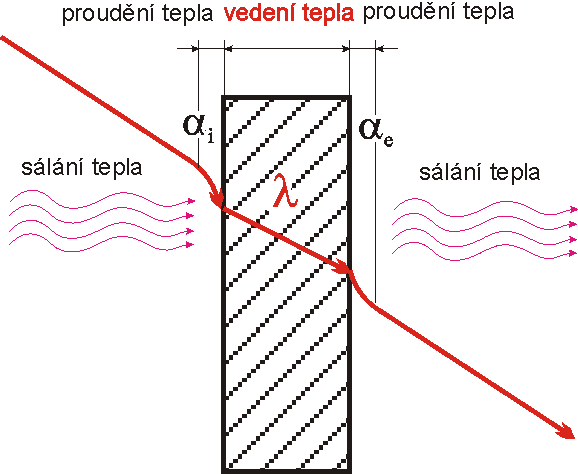 proudění tepla vedení tepla proudění tepla
αi αe
sálání tepla λ sálání tepla